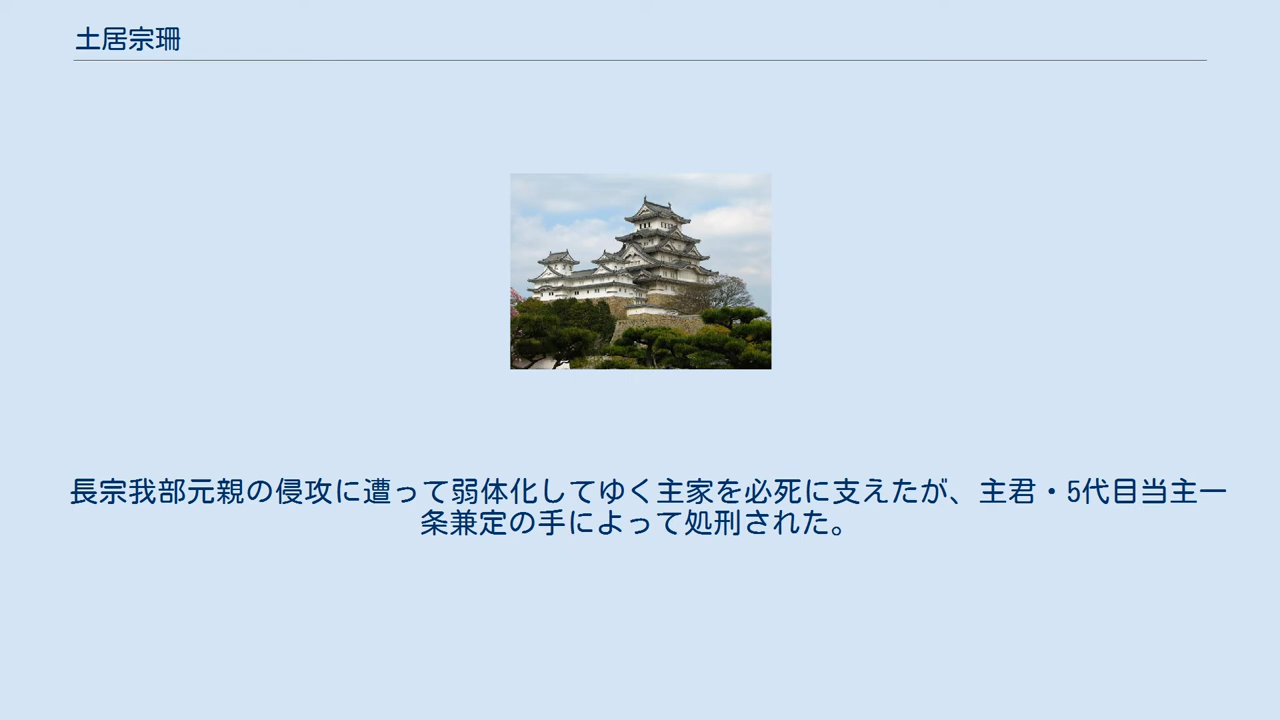 土居宗珊
長宗我部元親の侵攻に遭って弱体化してゆく主家を必死に支えたが、主君・5代目当主一
条兼定の手によって処刑された。